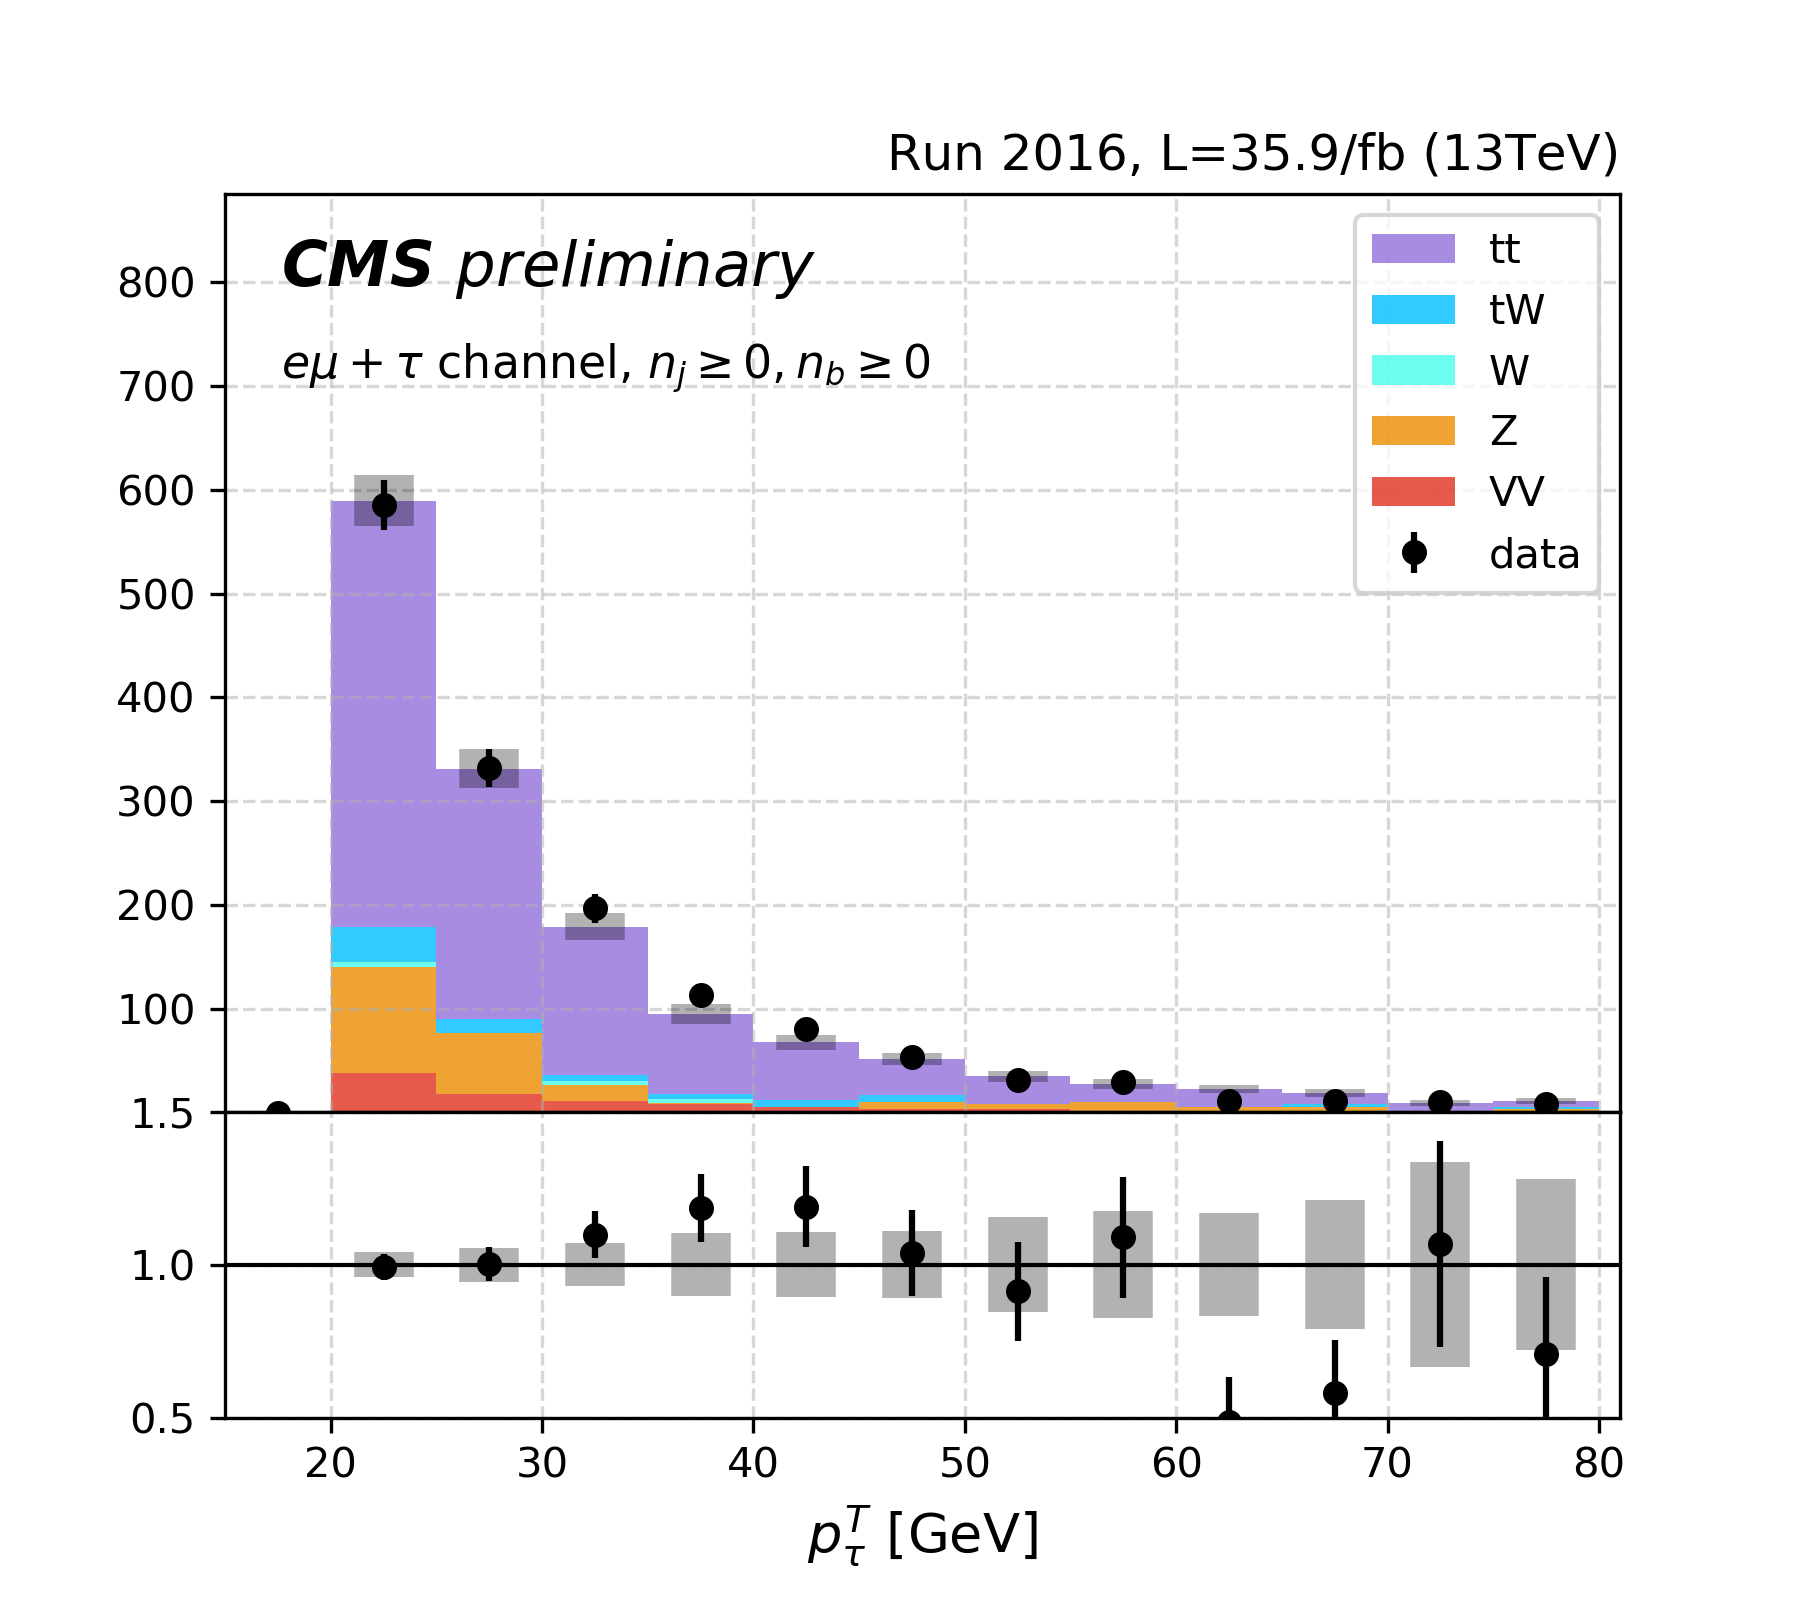 Run 2016, L=35.9/fb (13TeV)
CMS preliminary
eμ + τ channel, n_j ≥ 0, n_b ≥ 0
tt
tW
W
Z
VV
data
800
700
600
500
400
300
200
100
1.5
1.0
0.5
20 30 40 50 60 70 80
p_τ^T [GeV]